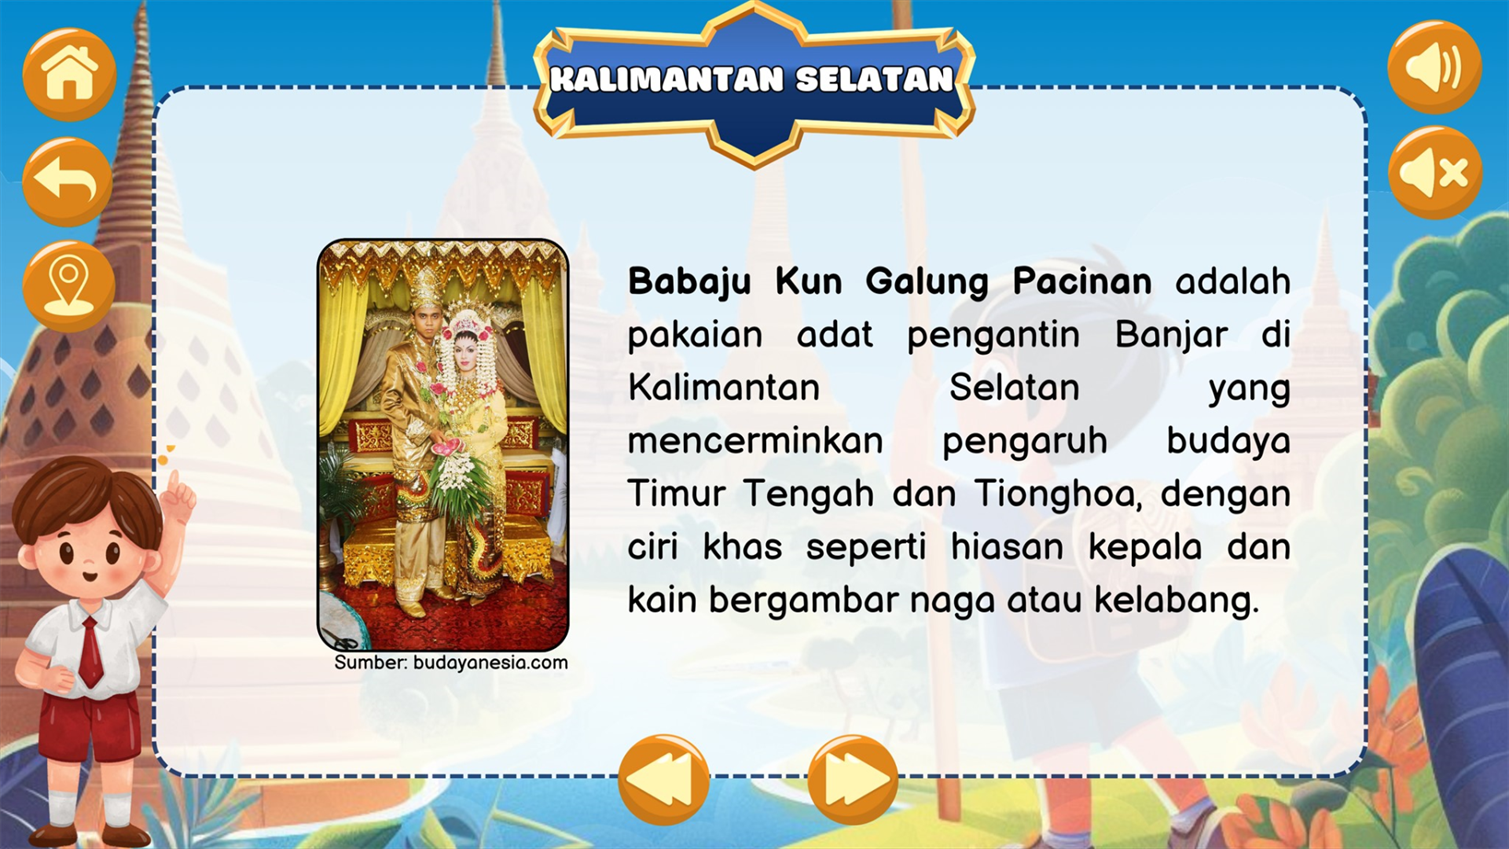 KALIMANTAN SELATAN
Babaju Kun Galung Pacinan adalah
pakaian adat pengantin Banjar di
Kalimantan Selatan yang
mencerminkan pengaruh budaya
Timur Tengah dan Tionghoa, dengan
ciri khas seperti hiasan kepala dan
kain bergambar naga atau kelabang.
Sumber: budayanesia.com